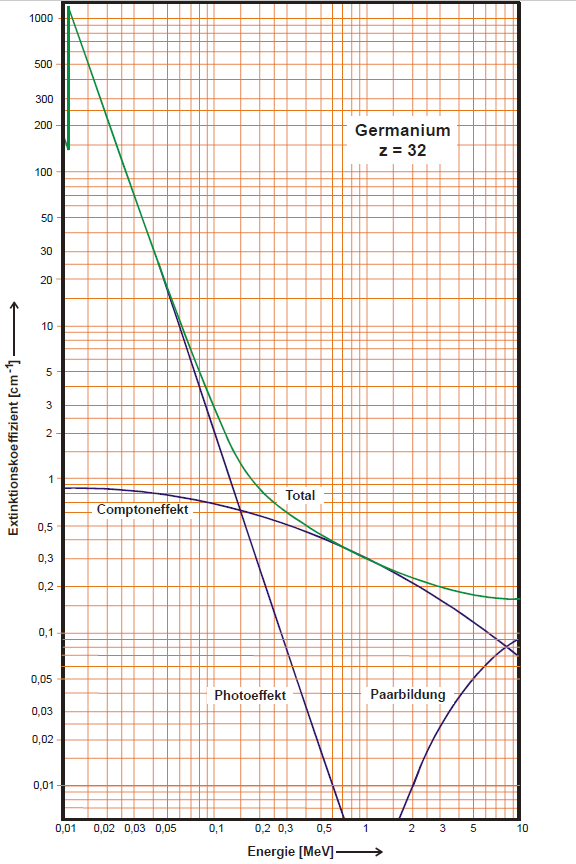 1000
500
300
200
100
50
30
20
10
5
3
2
1
0,5
0,3
0,2
0,1
0,05
0,03
0,02
0,01
Extinktionskoeffizient [cm⁻¹]
Germanium
z = 32
Total
Comptoneffekt
Photoeffekt
Paarbildung
0,01 0,02 0,03 0,05 0,1 0,2 0,3 0,5 1 2 3 5 10
Energie [MeV]